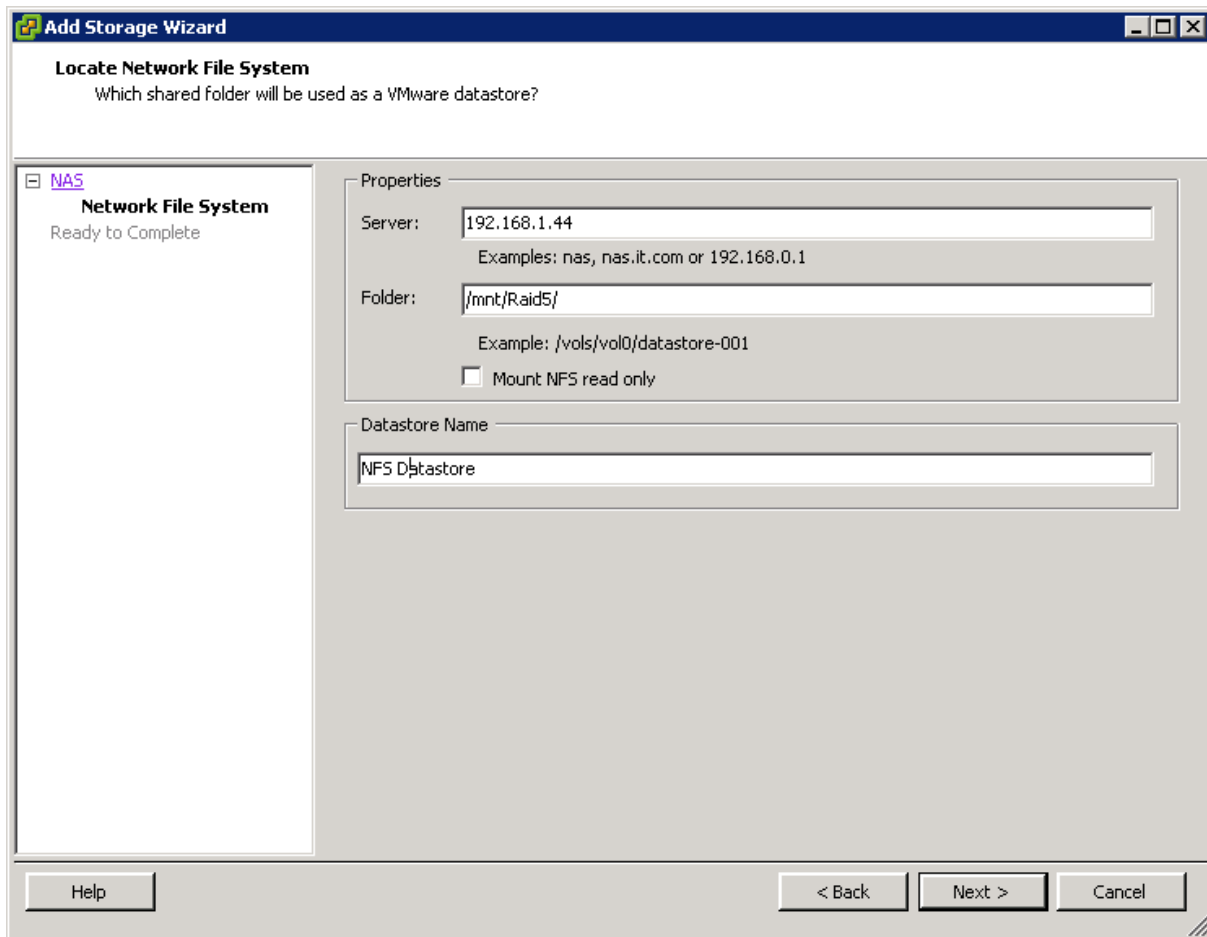 Add Storage Wizard
Locate Network File System
Which shared folder will be used as a VMware datastore?
NAS
Network File System
Ready to Complete
Properties
Server: 192.168.1.44
Examples: nas, nas.it.com or 192.168.0.1
Folder: /mnt/Raid5/
Example: /vols/vol0/datastore-001
Mount NFS read only
Datastore Name
NFS Datastore
Help < Back Next > Cancel